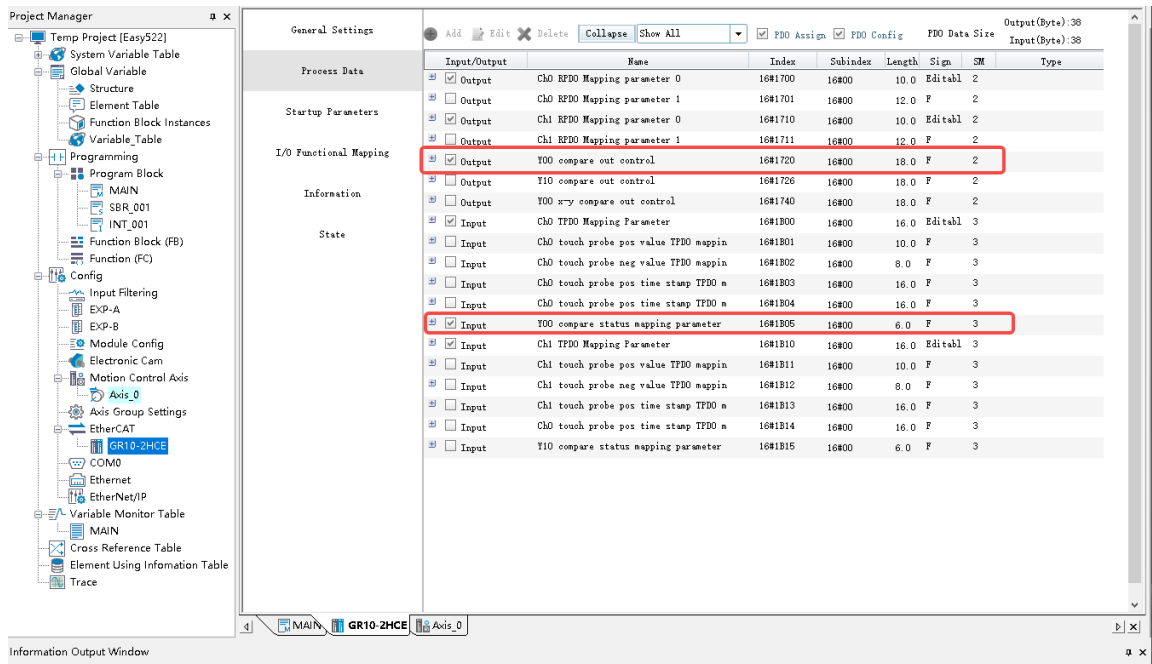 Project Manager
Temp Project [Easy522]
System Variable Table
Global Variable
Structure
Element Table
Function Block Instances
Variable_Table
Programming
Program Block
MAIN
SBR_001
INT_001
Function Block (FB)
Function (FC)
Config
Input Filtering
EXP-A
EXP-B
Module Config
Electronic Cam
Motion Control Axis
Axis_0
Axis Group Settings
EtherCAT
GR10-2HCE
COM0
Ethernet
EtherNet/IP
Variable Monitor Table
MAIN
Cross Reference Table
Element Using Infomation Table
Trace
General Settings
Process Data
Startup Parameters
I/O Functional Mapping
Information
State
Add Edit Delete Collapse Show All PDO Assign PDO Config PDO Data Size Output(Byte):38
Input(Byte):38
Input/Output Name Index Subindex Length Sign SM Type
Output Ch0 RPDO Mapping parameter 0 16#1700 16#00 10.0 Editabl 2
Output Ch0 RPDO Mapping parameter 1 16#1701 16#00 12.0 F 2
Output Ch1 RPDO Mapping parameter 0 16#1710 16#00 10.0 Editabl 2
Output Ch1 RPDO Mapping parameter 1 16#1711 16#00 12.0 F 2
Output Y00 compare out control 16#1720 16#00 18.0 F 2
Output Y10 compare out control 16#1726 16#00 18.0 F 2
Output Y00 x-y compare out control 16#1740 16#00 18.0 F 2
Input Ch0 TPDO Mapping Parameter 16#1B00 16#00 16.0 Editabl 3
Input Ch0 touch probe pos value TPDO mappin 16#1B01 16#00 10.0 F 3
Input Ch0 touch probe neg value TPDO mappin 16#1B02 16#00 8.0 F 3
Input Ch0 touch probe pos time stamp TPDO m 16#1B03 16#00 16.0 F 3
Input Ch0 touch probe pos time stamp TPDO m 16#1B04 16#00 16.0 F 3
Input Y00 compare status mapping parameter 16#1B05 16#00 6.0 F 3
Input Ch1 TPDO Mapping Parameter 16#1B10 16#00 16.0 Editabl 3
Input Ch1 touch probe pos value TPDO mappin 16#1B11 16#00 10.0 F 3
Input Ch1 touch probe neg value TPDO mappin 16#1B12 16#00 8.0 F 3
Input Ch1 touch probe pos time stamp TPDO m 16#1B13 16#00 16.0 F 3
Input Ch0 touch probe pos time stamp TPDO m 16#1B14 16#00 16.0 F 3
Input Y10 compare status mapping parameter 16#1B15 16#00 6.0 F 3
MAIN GR10-2HCE Axis_0
Information Output Window